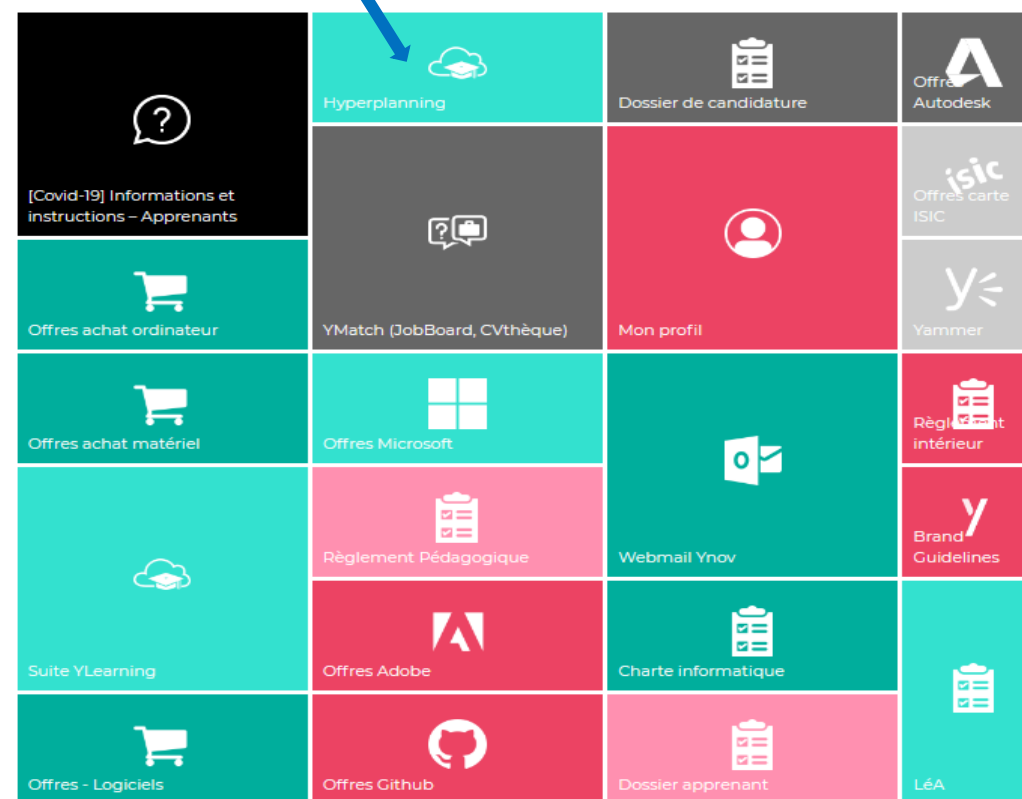 Hyperplanning
Dossier de candidature
Offres
Autodesk
[Covid-19] Informations et
instructions – Apprenants
YMatch (JobBoard, CVthèque)
Mon profil
isic
Offres carte
ISIC
Offres achat ordinateur
Yammer
Offres achat matériel
Offres Microsoft
Webmail Ynov
Règlement
intérieur
Suite YLearning
Règlement Pédagogique
Brand
Guidelines
Offres Adobe
Charte informatique
LéA
Offres - Logiciels
Offres Github
Dossier apprenant